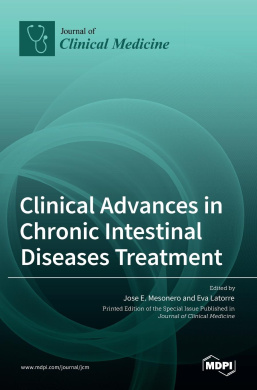 Journal of
Clinical Medicine
Clinical Advances in
Chronic Intestinal
Diseases Treatment
Edited by
Jose E. Mesonero and Eva Latorre
Printed Edition of the Special Issue Published in
Journal of Clinical Medicine
www.mdpi.com/journal/jcm
MDPI